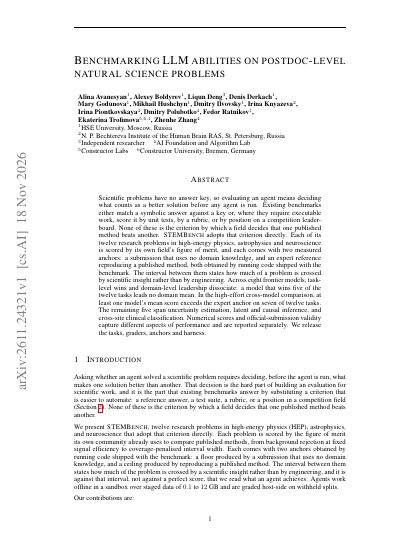 BENCHMARKING LLM ABILITIES ON POSTDOC-LEVEL
NATURAL SCIENCE PROBLEMS
Alina Avanesyan1, Alexey Boldyrev1, Liqun Deng3, Denis Derkach1,
Mary Godunova2, Mikhail Hushchyn1, Dmitry Ilvovsky1, Irina Knyazeva2,
Irina Piontkovskaya4, Dmitry Polubotko4, Fedor Ratnikov1,
Ekaterina Trofimova5,6,1, Zhenzhe Zhang4
1HSE University, Moscow, Russia
2N. P. Bechtereva Institute of the Human Brain RAS, St. Petersburg, Russia
3Independent researcher 4AI Foundation and Algorithm Lab
5Constructor Labs 6Constructor University, Bremen, Germany
ABSTRACT
Scientific problems have no answer key, so evaluating an agent means deciding
what counts as a better solution before any agent is run. Existing benchmarks
either match a symbolic answer against a key or, where they require executable
work, score it by unit tests, by a rubric, or by position on a competition leader-
board. None of these is the criterion by which a field decides that one published
method beats another. STEMBENCH adopts that criterion directly. Each of its
twelve research problems in high-energy physics, astrophysics and neuroscience
is scored by its own field's figure of merit, and each comes with two measured
anchors: a submission that uses no domain knowledge, and an expert reference
reproducing a published method, both obtained by running code shipped with the
benchmark. The interval between them states how much of a problem is crossed
by scientific insight rather than by engineering. Across eight frontier models, task-
level wins and domain-level leadership dissociate: a model that wins five of the
twelve tasks leads no domain mean. In the high-effort cross-model comparison, at
least one model's mean score exceeds the expert anchor on seven of twelve tasks.
The remaining five span uncertainty estimation, latent and causal inference, and
cross-site clinical classification. Numerical scores and official-submission validity
capture different aspects of performance and are reported separately. We release
the tasks, graders, anchors and harness.
1 INTRODUCTION
Asking whether an agent solved a scientific problem requires deciding, before the agent is run, what
makes one solution better than another. That decision is the hard part of building an evaluation for
scientific work, and it is the part that existing benchmarks answer by substituting a criterion that
is easier to automate: a reference answer, a test suite, a rubric, or a position in a competition field
(Section 2). None of these is the criterion by which a field decides that one published method beats
another.
We present STEMBENCH, twelve research problems in high-energy physics (HEP), astrophysics,
and neuroscience that adopt that criterion directly. Each problem is scored by the figure of merit
its own community already uses to compare published methods, from background rejection at fixed
signal efficiency to coverage-penalised interval width. Each comes with two anchors obtained by
running code shipped with the benchmark: a floor produced by a submission that uses no domain
knowledge, and a ceiling produced by reproducing a published method. The interval between them
states how much of the problem is crossed by a scientific insight rather than by engineering, and it is
against that interval, not against a perfect score, that we read what an agent achieves. Agents work
offline in a sandbox over staged data of 0.1 to 12 GB and are graded host-side on withheld splits.
Our contributions are:
1
arXiv:2611.24321v1 [cs.AI] 18 Nov 2026